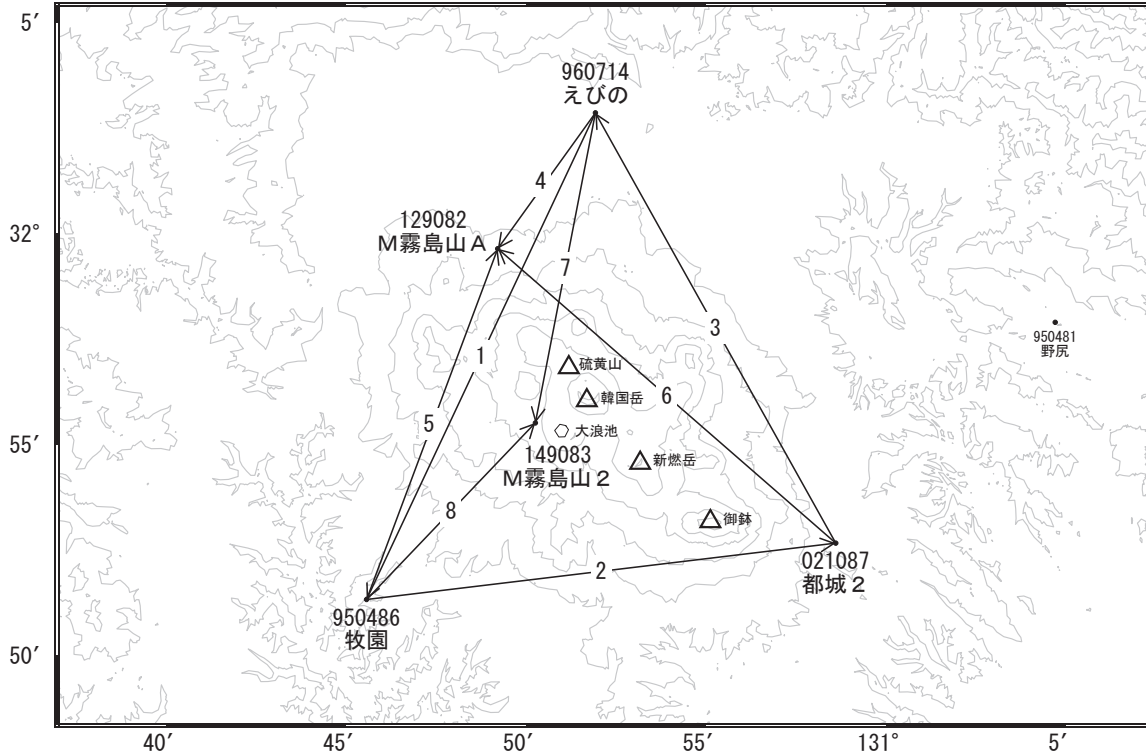 5′
960714
えびの
4
129082
M霧島山A
32°
7
3
950481
野尻
硫黄山
1
韓国岳
6
5
大浪池
55′
149083
M霧島山2
新燃岳
8
御鉢
021087
都城2
2
950486
牧園
50′
40′
45′
50′
55′
131°
5′